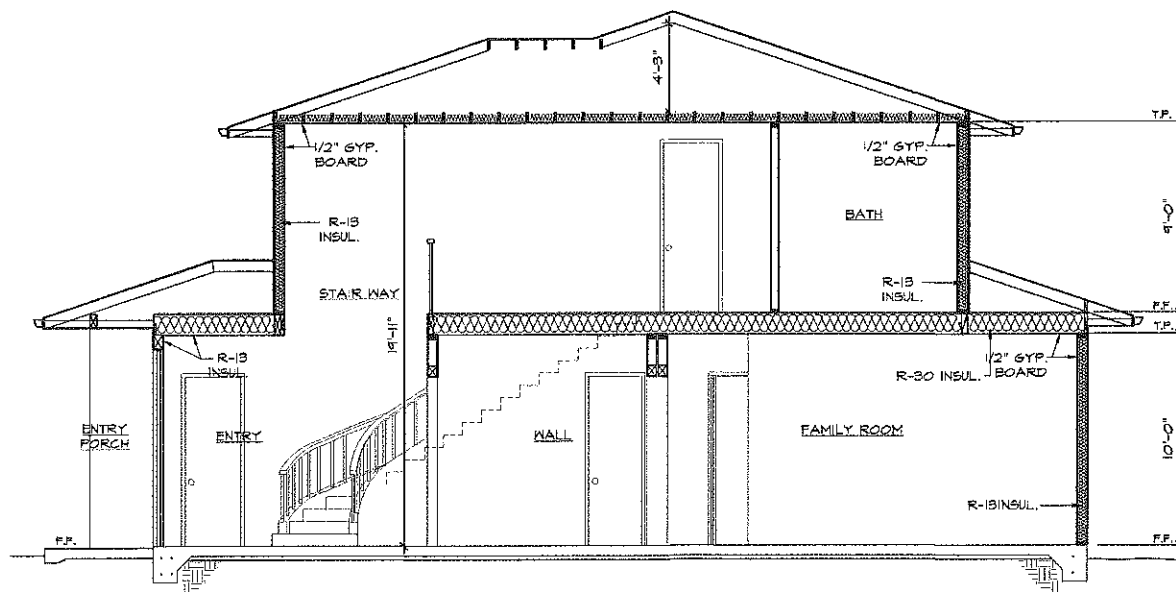 4'-3"
T.P.
1/2" GYP.
BOARD
1/2" GYP.
BOARD
R-13
INSUL.
BATH
9'-0"
STAIR WAY
R-13
INSUL.
F.F.
T.P.
19'-11"
R-13
INSUL
1/2" GYP.
BOARD
R-30 INSUL.
ENTRY
PORCH
ENTRY
WALL
FAMILY ROOM
10'-0"
R-13INSUL.
F.F.
F.F.